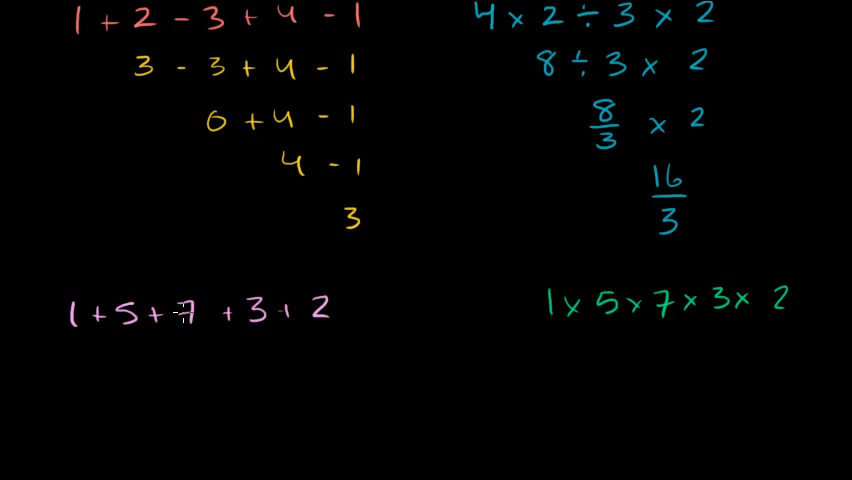 1 + 2 - 3 + 4 - 1
3 - 3 + 4 - 1
0 + 4 - 1
4 - 1
3
4 × 2 ÷ 3 × 2
8 ÷ 3 × 2
8/3 × 2
16/3
1 + 5 + 7 + 3 + 2
1 × 5 × 7 × 3 × 2